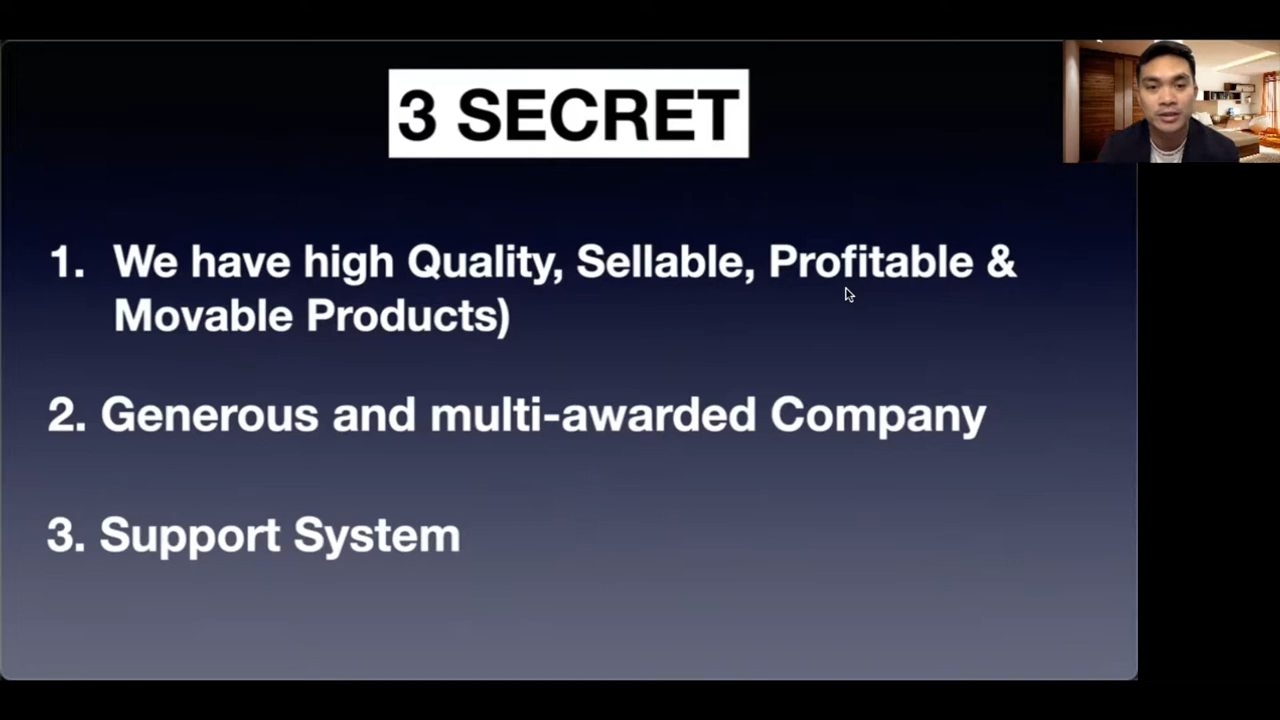 3 SECRET
1. We have high Quality, Sellable, Profitable &
Movable Products)
2. Generous and multi-awarded Company
3. Support System